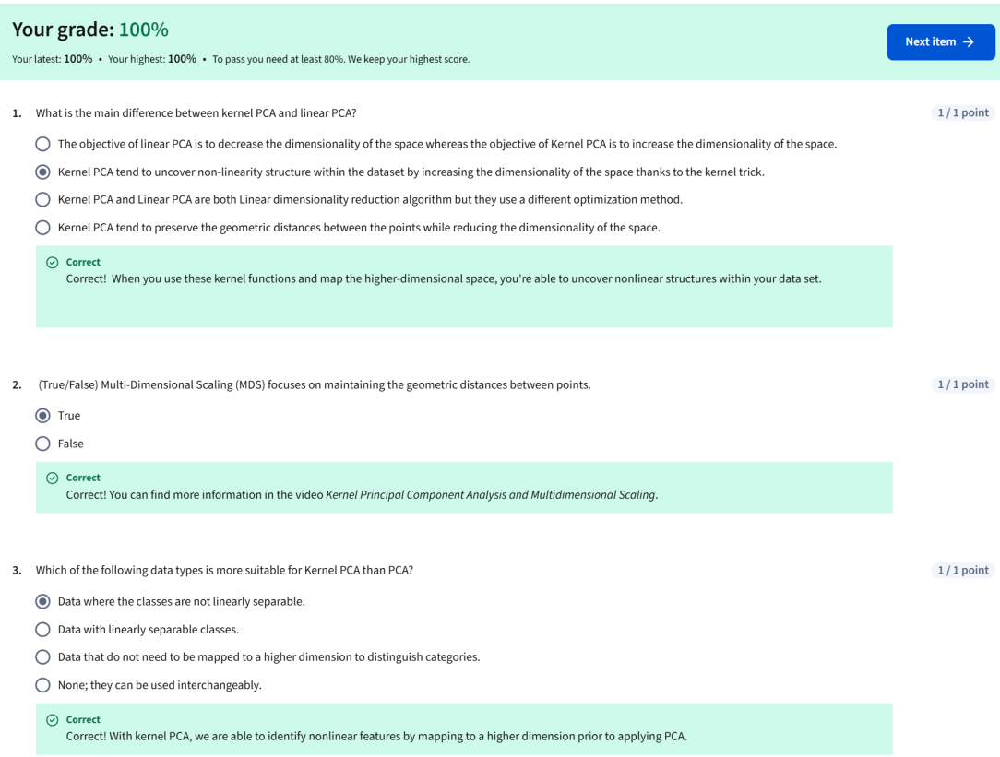 Your grade: 100%
Next item →
Your latest: 100% • Your highest: 100% • To pass you need at least 80%. We keep your highest score.
1. What is the main difference between kernel PCA and linear PCA?
1 / 1 point
The objective of linear PCA is to decrease the dimensionality of the space whereas the objective of Kernel PCA is to increase the dimensionality of the space.
Kernel PCA tend to uncover non-linearity structure within the dataset by increasing the dimensionality of the space thanks to the kernel trick.
Kernel PCA and Linear PCA are both Linear dimensionality reduction algorithm but they use a different optimization method.
Kernel PCA tend to preserve the geometric distances between the points while reducing the dimensionality of the space.
Correct
Correct! When you use these kernel functions and map the higher-dimensional space, you're able to uncover nonlinear structures within your data set.
2. (True/False) Multi-Dimensional Scaling (MDS) focuses on maintaining the geometric distances between points.
1 / 1 point
True
False
Correct
Correct! You can find more information in the video Kernel Principal Component Analysis and Multidimensional Scaling.
3. Which of the following data types is more suitable for Kernel PCA than PCA?
1 / 1 point
Data where the classes are not linearly separable.
Data with linearly separable classes.
Data that do not need to be mapped to a higher dimension to distinguish categories.
None; they can be used interchangeably.
Correct
Correct! With kernel PCA, we are able to identify nonlinear features by mapping to a higher dimension prior to applying PCA.